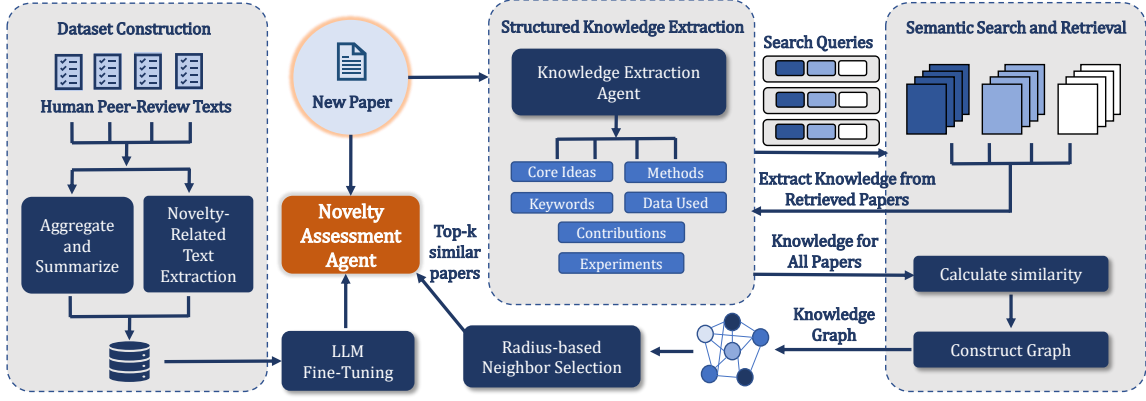 Dataset Construction
Human Peer-Review Texts
Aggregate
and
Summarize
Novelty-
Related
Text
Extraction
New Paper
Novelty
Assessment
Agent
LLM
Fine-Tuning
Top-k
similar
papers
Radius-based
Neighbor Selection
Structured Knowledge Extraction
Knowledge Extraction
Agent
Core Ideas
Methods
Keywords
Data Used
Contributions
Experiments
Search Queries
Extract Knowledge from
Retrieved Papers
Knowledge for
All Papers
Knowledge
Graph
Semantic Search and Retrieval
Calculate similarity
Construct Graph